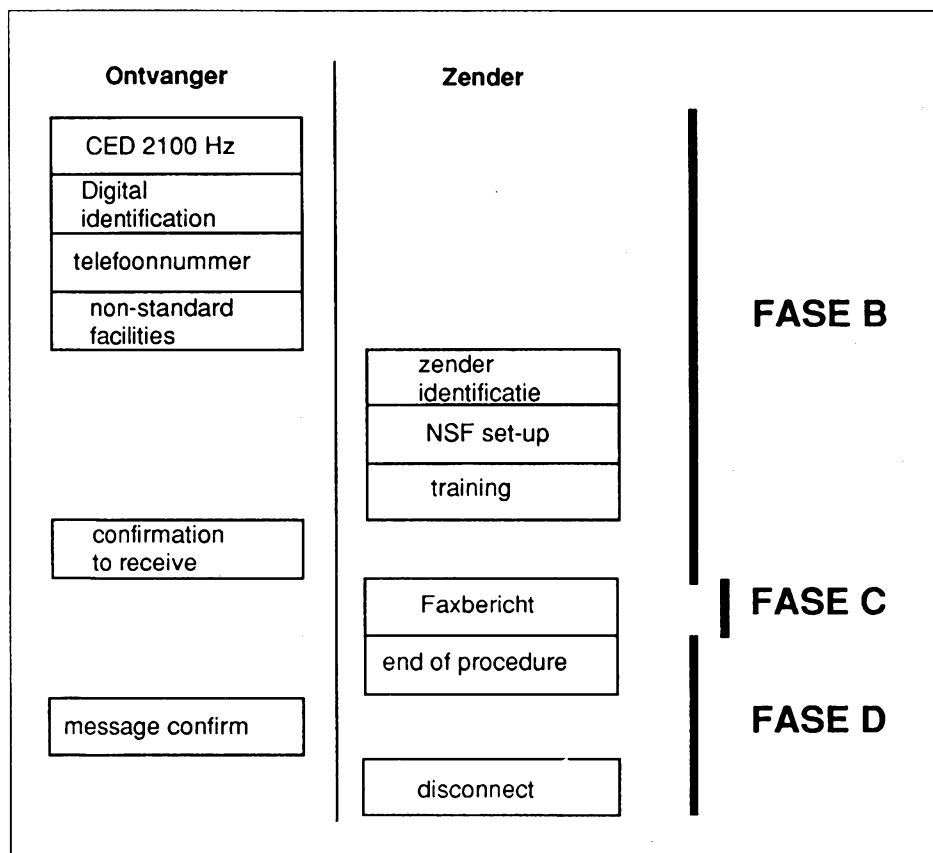 Ontvanger
Zender
CED 2100 Hz
Digital
identification
telefoonnummer
non-standard
facilities
FASE B
zender
identificatie
NSF set-up
training
confirmation
to receive
Faxbericht
FASE C
end of procedure
message confirm
FASE D
disconnect